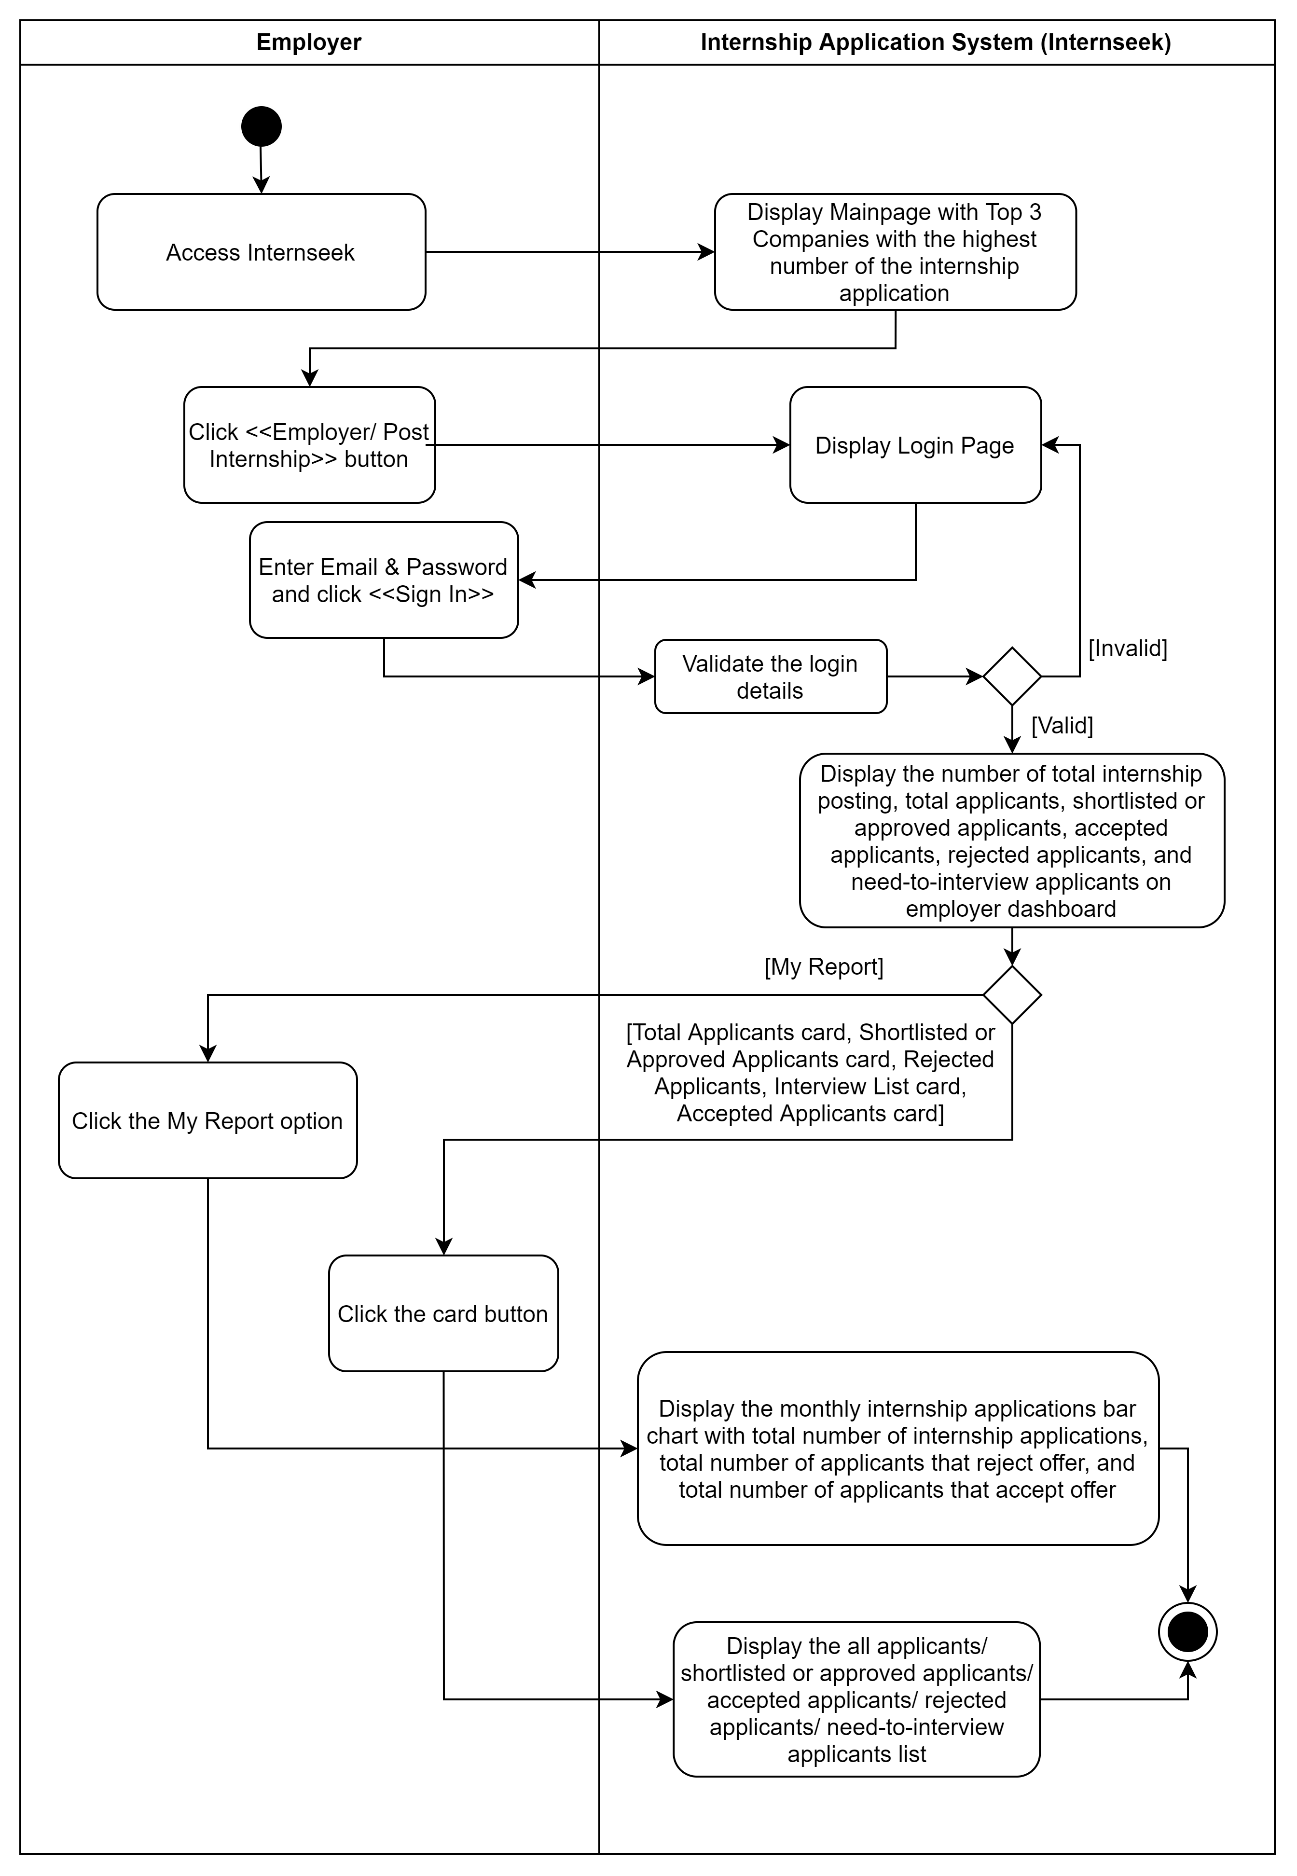 Employer
Internship Application System (Internseek)
Access Internseek
Display Mainpage with Top 3
Companies with the highest
number of the internship
application
Click <<Employer/ Post
Internship>> button
Display Login Page
Enter Email & Password
and click <<Sign In>>
Validate the login
details
[Invalid]
[Valid]
Display the number of total internship
posting, total applicants, shortlisted or
approved applicants, accepted
applicants, rejected applicants, and
need-to-interview applicants on
employer dashboard
[My Report]
[Total Applicants card, Shortlisted or
Approved Applicants card, Rejected
Applicants, Interview List card,
Accepted Applicants card]
Click the My Report option
Click the card button
Display the monthly internship applications bar
chart with total number of internship applications,
total number of applicants that reject offer, and
total number of applicants that accept offer
Display the all applicants/
shortlisted or approved applicants/
accepted applicants/ rejected
applicants/ need-to-interview
applicants list